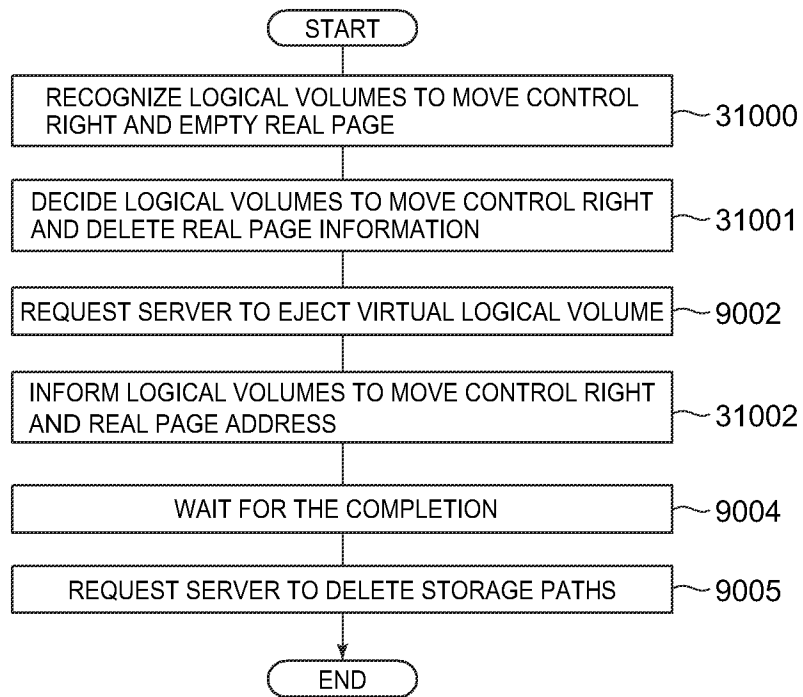 START
RECOGNIZE LOGICAL VOLUMES TO MOVE CONTROL
RIGHT AND EMPTY REAL PAGE
31000
DECIDE LOGICAL VOLUMES TO MOVE CONTROL RIGHT
AND DELETE REAL PAGE INFORMATION
31001
REQUEST SERVER TO EJECT VIRTUAL LOGICAL VOLUME
9002
INFORM LOGICAL VOLUMES TO MOVE CONTROL RIGHT
AND REAL PAGE ADDRESS
31002
WAIT FOR THE COMPLETION
9004
REQUEST SERVER TO DELETE STORAGE PATHS
9005
END